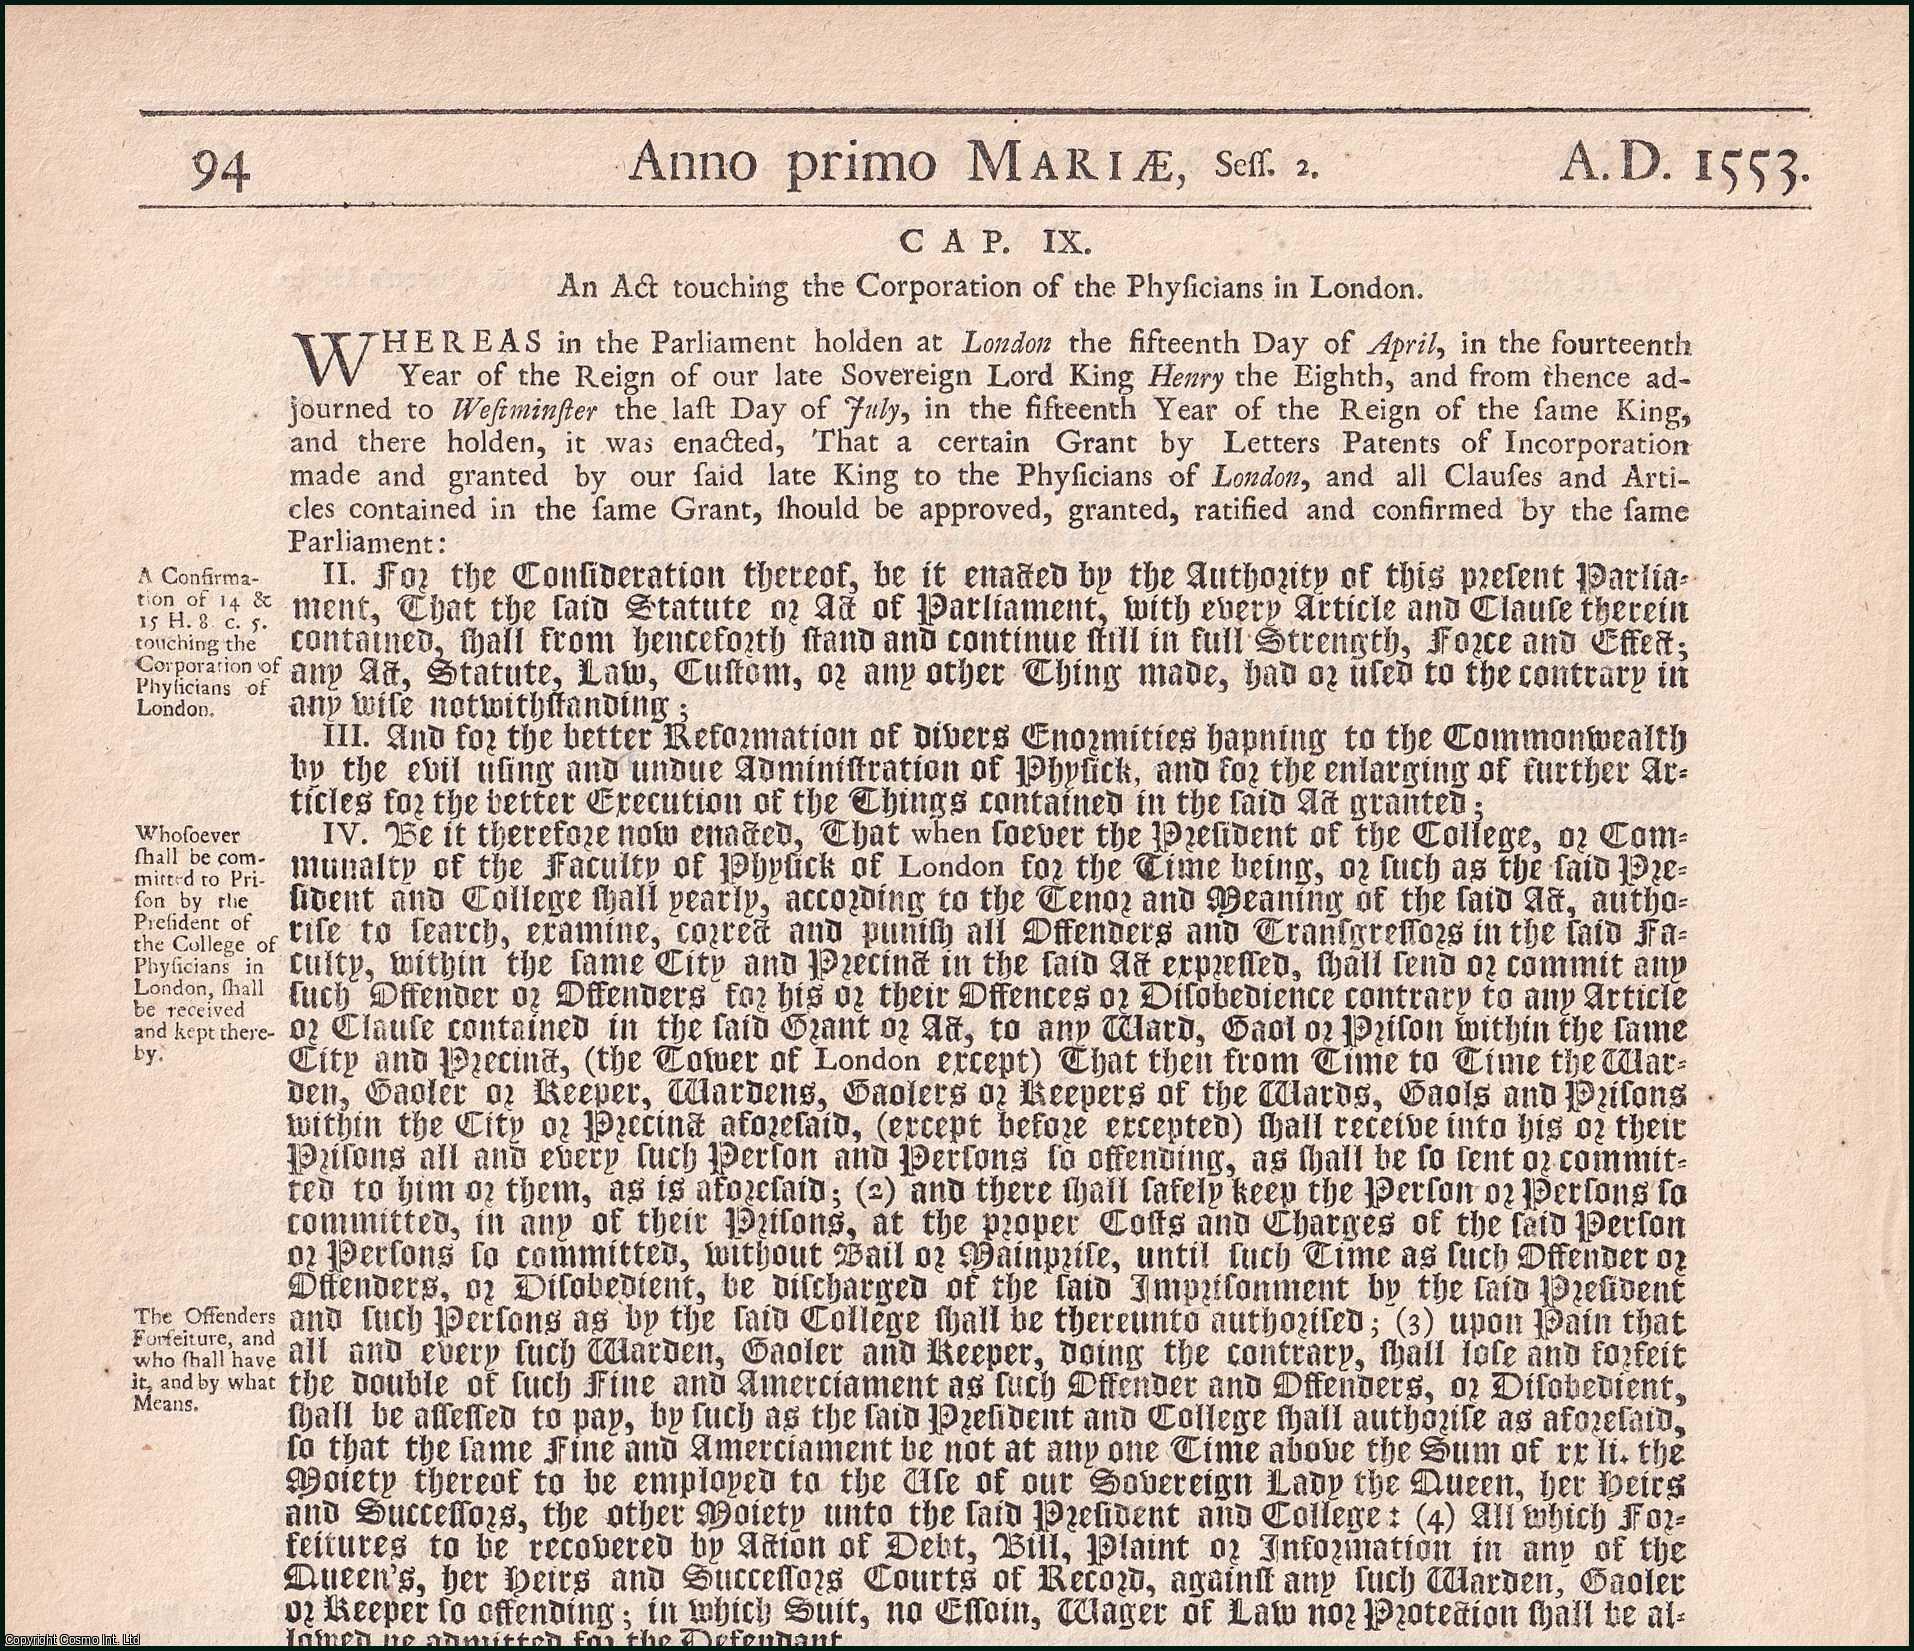 94 Anno primo MARIÆ, Seſſ. 2. A.D. 1553.
CAP. IX.
An Act touching the Corporation of the Phyſicians in London.
WHEREAS in the Parliament holden at London the fifteenth Day of April, in the fourteenth
Year of the Reign of our late Sovereign Lord King Henry the Eighth, and from thence ad-
journed to Weſtminſter the laſt Day of July, in the fifteenth Year of the Reign of the ſame King,
and there holden, it was enacted, That a certain Grant by Letters Patents of Incorporation
made and granted by our ſaid late King to the Phyſicians of London, and all Clauſes and Arti-
cles contained in the ſame Grant, ſhould be approved, granted, ratified and confirmed by the ſame
Parliament:
A Confirma-
tion of 14 &
15 H. 8. c. 5.
touching the
Corporation of
Phyſicians of
London.
II. For the Conſideration thereof, be it enacted by the Authority of this preſent Parlia-
ment, That the ſaid Statute or Act of Parliament, with every Article and Clauſe therein
contained, ſhall from henceforth ſtand and continue ſtill in full Strength, Force and Effect;
any Act, Statute, Law, Cuſtom, or any other Thing made, had or uſed to the contrary in
any wiſe notwithſtanding;
III. And for the better Reformation of divers Enormities hapning to the Commonwealth
by the evil uſing and undue Adminiſtration of Phyſick, and for the enlarging of further Ar-
ticles for the better Execution of the Things contained in the ſaid Act granted;
Whoſoever
ſhall be com-
mitted to Pri-
ſon by the
Preſident of
the College of
Phyſicians in
London, ſhall
be received
and kept there-
by.
IV. Be it therefore now enacted, That when ſoever the Preſident of the College, or Com-
munalty of the Faculty of Phyſick of London for the Time being, or ſuch as the ſaid Pre-
ſident and College ſhall yearly, according to the Tenor and Meaning of the ſaid Act, autho-
riſe to ſearch, examine, correct and puniſh all Offenders and Tranſgreſſors in the ſaid Fa-
culty, within the ſame City and Precinct in the ſaid Act expreſſed, ſhall ſend or commit any
ſuch Offender or Offenders for his or their Offences or Diſobedience contrary to any Article
or Clauſe contained in the ſaid Grant or Act, to any Ward, Gaol or Priſon within the ſame
City and Precinct, (the Tower of London except) That then from Time to Time the War-
den, Gaoler or Keeper, Wardens, Gaolers or Keepers of the Wards, Gaols and Priſons
within the City or Precinct aforeſaid, (except before excepted) ſhall receive into his or their
Priſons all and every ſuch Perſon and Perſons ſo offending, as ſhall be ſo ſent or commit-
ted to him or them, as is aforeſaid; (2) and there ſhall ſafely keep the Perſon or Perſons ſo
committed, in any of their Priſons, at the proper Coſts and Charges of the ſaid Perſon
or Perſons ſo committed, without Bail or Mainpriſe, until ſuch Time as ſuch Offender or
Offenders, or Diſobedient, be diſcharged of the ſaid Impriſonment by the ſaid Preſident
The Offenders
Forfeiture, and
who ſhall have
it, and by what
Means.
and ſuch Perſons as by the ſaid College ſhall be thereunto authoriſed; (3) upon Pain that
all and every ſuch Warden, Gaoler and Keeper, doing the contrary, ſhall loſe and forfeit
the double of ſuch Fine and Amerciament as ſuch Offender and Offenders, or Diſobedient,
ſhall be aſſeſſed to pay, by ſuch as the ſaid Preſident and College ſhall authoriſe as aforeſaid,
ſo that the ſame Fine and Amerciament be not at any one Time above the Sum of xx li. the
Moiety thereof to be employed to the Uſe of our Sovereign Lady the Queen, her Heirs
and Succeſſors, the other Moiety unto the ſaid Preſident and College: (4) All which For-
feitures to be recovered by Action of Debt, Bill, Plaint or Information in any of the
Queen's, her Heirs and Succeſſors Courts of Record, againſt any ſuch Warden, Gaoler
or Keeper ſo offending; in which Suit, no Eſſoin, Wager of Law nor Protection ſhall be al-
lowed ne admitted for the Defendant
Copyright Cosmo Int. Ltd